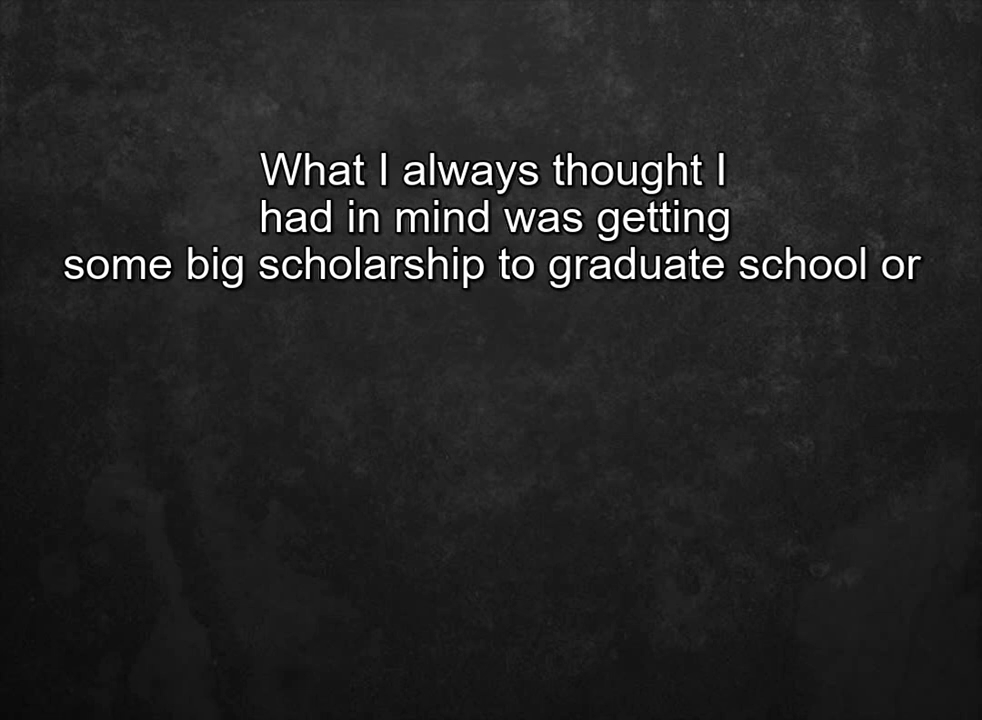 What I always thought I
had in mind was getting
some big scholarship to graduate school or